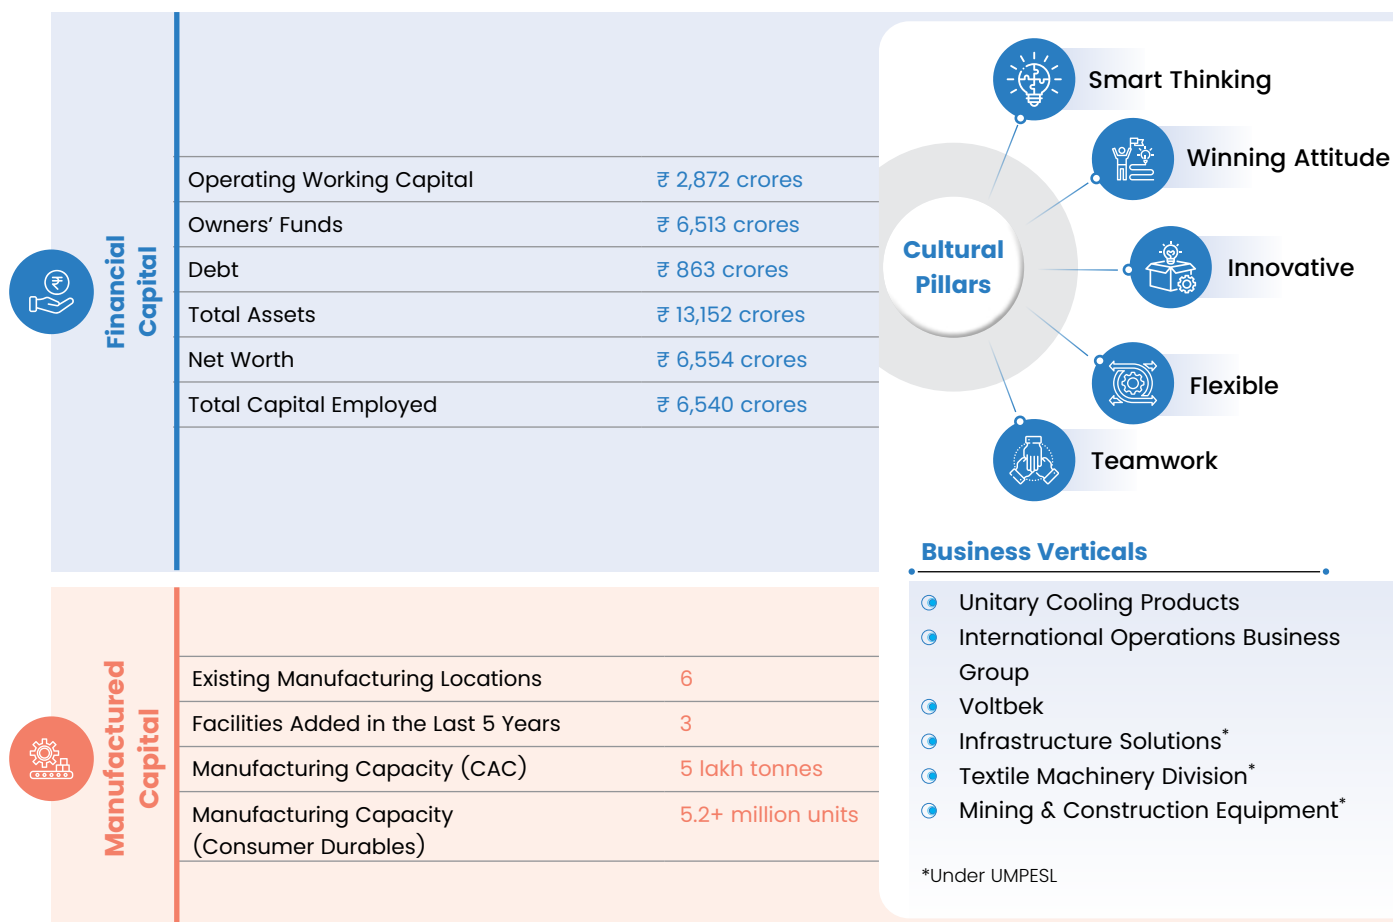 Financial
Capital
Operating Working Capital ₹ 2,872 crores
Owners’ Funds ₹ 6,513 crores
Debt ₹ 863 crores
Total Assets ₹ 13,152 crores
Net Worth ₹ 6,554 crores
Total Capital Employed ₹ 6,540 crores
Manufactured
Capital
Existing Manufacturing Locations 6
Facilities Added in the Last 5 Years 3
Manufacturing Capacity (CAC) 5 lakh tonnes
Manufacturing Capacity 5.2+ million units
(Consumer Durables)
Cultural
Pillars
Smart Thinking
Winning Attitude
Innovative
Flexible
Teamwork
Business Verticals
Unitary Cooling Products
International Operations Business
Group
Voltbek
Infrastructure Solutions*
Textile Machinery Division*
Mining & Construction Equipment*
*Under UMPESL